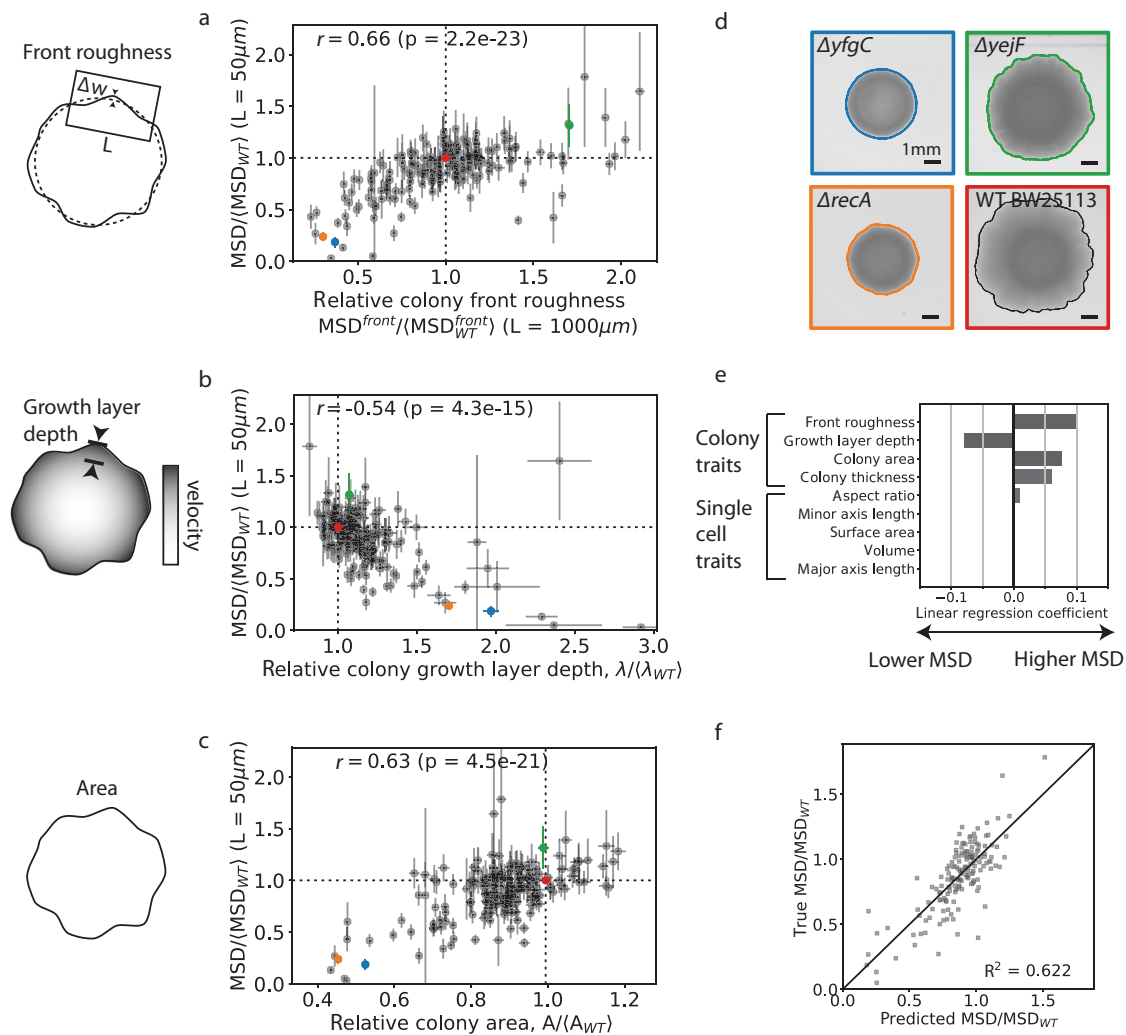 a
Front roughness
Δw
L
r = 0.66 (p = 2.2e-23)
MSD/⟨MSD_WT⟩ (L = 50μm)
2.0
1.5
1.0
0.5
0.0
0.5 1.0 1.5 2.0
Relative colony front roughness
MSD^front/⟨MSD^front_WT⟩ (L = 1000μm)
b
Growth layer
depth
velocity
r = -0.54 (p = 4.3e-15)
MSD/⟨MSD_WT⟩ (L = 50μm)
2.0
1.5
1.0
0.5
0.0
1.0 1.5 2.0 2.5 3.0
Relative colony growth layer depth, λ/⟨λ_WT⟩
c
Area
r = 0.63 (p = 4.5e-21)
MSD/⟨MSD_WT⟩ (L = 50μm)
2.0
1.5
1.0
0.5
0.0
0.4 0.6 0.8 1.0 1.2
Relative colony area, A/⟨A_WT⟩
d
ΔyfgC
1mm
ΔyejF
ΔrecA
WT BW25113
e
Colony
traits
Front roughness
Growth layer depth
Colony area
Colony thickness
Single
cell
traits
Aspect ratio
Minor axis length
Surface area
Volume
Major axis length
−0.1 0.0 0.1
Linear regression coefficient
Lower MSD Higher MSD
f
True MSD/MSD_WT
1.5
1.0
0.5
0.0
R² = 0.622
0.0 0.5 1.0 1.5
Predicted MSD/MSD_WT